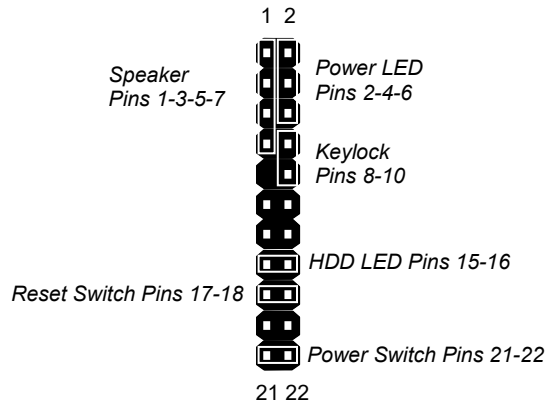 1 2
Speaker
Pins 1-3-5-7
Power LED
Pins 2-4-6
Keylock
Pins 8-10
HDD LED Pins 15-16
Reset Switch Pins 17-18
Power Switch Pins 21-22
21 22